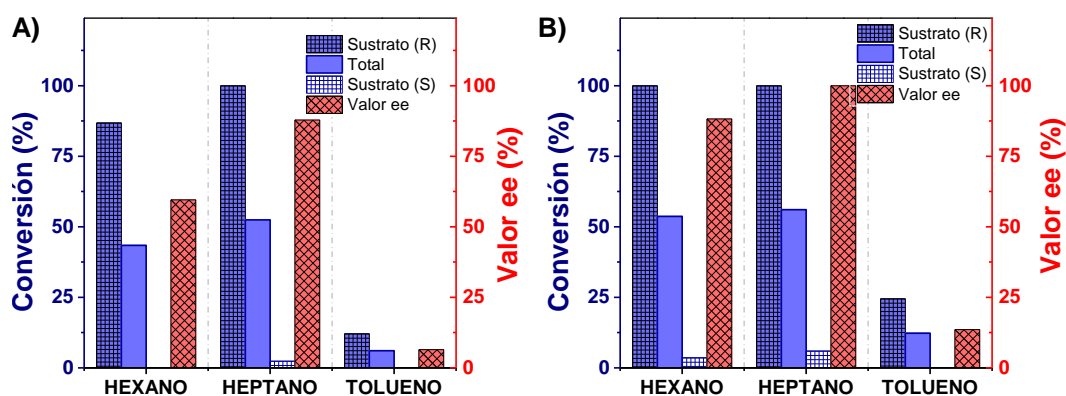 A)
Sustrato (R)
Total
Sustrato (S)
Valor ee
Conversión (%)
100
75
50
25
0
Valor ee (%)
100
75
50
25
0
HEXANO HEPTANO TOLUENO
B)
Sustrato (R)
Total
Sustrato (S)
Valor ee
Conversión (%)
100
75
50
25
0
Valor ee (%)
100
75
50
25
0
HEXANO HEPTANO TOLUENO